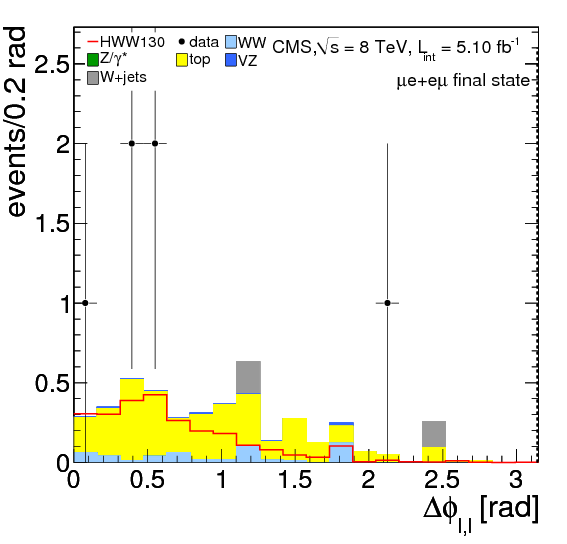 HWW130 data WW CMS,√s = 8 TeV, L_int = 5.10 fb⁻¹
Z/γ* top VZ
W+jets μe+eμ final state
events/0.2 rad
2.5
2
1.5
1
0.5
0
0 0.5 1 1.5 2 2.5 3
Δϕ_l,l [rad]